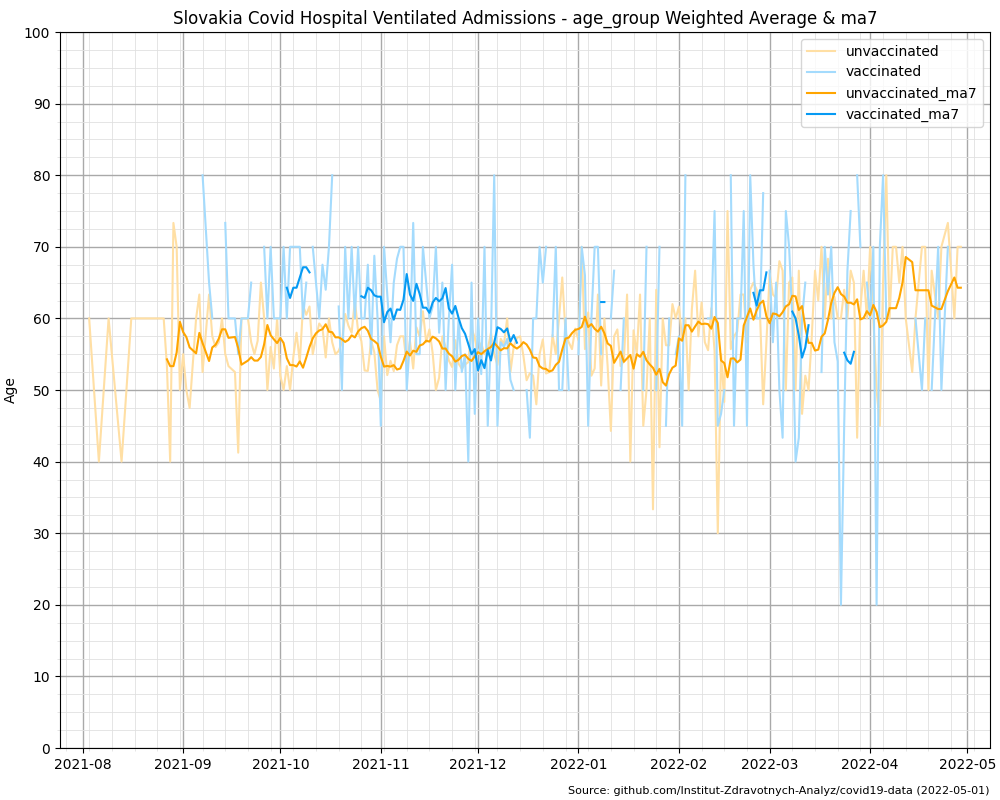 Slovakia Covid Hospital Ventilated Admissions - age_group Weighted Average & ma7
unvaccinated
vaccinated
unvaccinated_ma7
vaccinated_ma7
Age
100
90
80
70
60
50
40
30
20
10
0
2021-08 2021-09 2021-10 2021-11 2021-12 2022-01 2022-02 2022-03 2022-04 2022-05
Source: github.com/Institut-Zdravotnych-Analyz/covid19-data (2022-05-01)